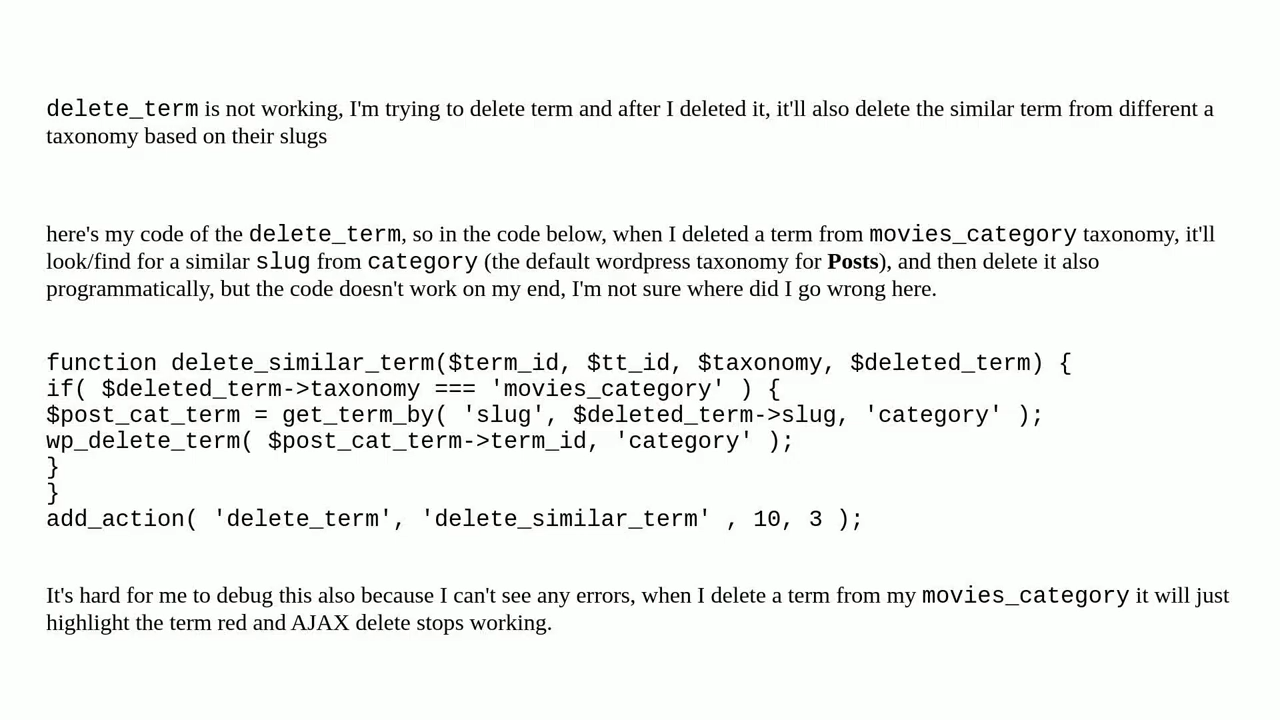 delete_term is not working, I'm trying to delete term and after I deleted it, it'll also delete the similar term from different a
taxonomy based on their slugs
here's my code of the delete_term, so in the code below, when I deleted a term from movies_category taxonomy, it'll
look/find for a similar slug from category (the default wordpress taxonomy for Posts), and then delete it also
programmatically, but the code doesn't work on my end, I'm not sure where did I go wrong here.
function delete_similar_term($term_id, $tt_id, $taxonomy, $deleted_term) {
if( $deleted_term->taxonomy === 'movies_category' ) {
$post_cat_term = get_term_by( 'slug', $deleted_term->slug, 'category' );
wp_delete_term( $post_cat_term->term_id, 'category' );
}
}
add_action( 'delete_term', 'delete_similar_term' , 10, 3 );
It's hard for me to debug this also because I can't see any errors, when I delete a term from my movies_category it will just
highlight the term red and AJAX delete stops working.